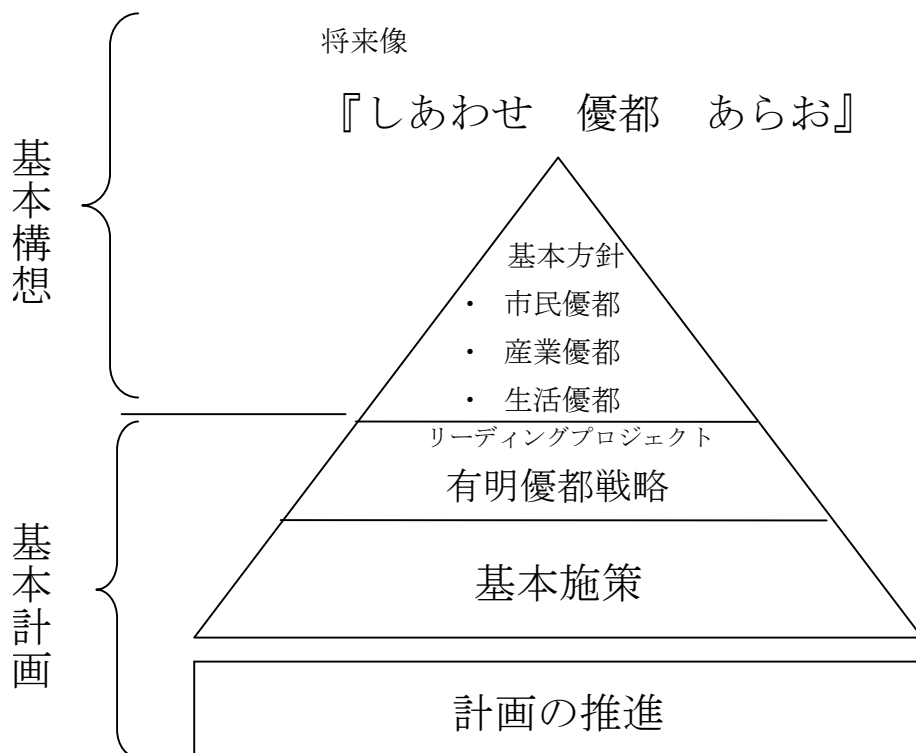 将来像
『しあわせ　優都　あらお』
基本構想
基本方針
・ 市民優都
・ 産業優都
・ 生活優都
リーディングプロジェクト
有明優都戦略
基本計画
基本施策
計画の推進